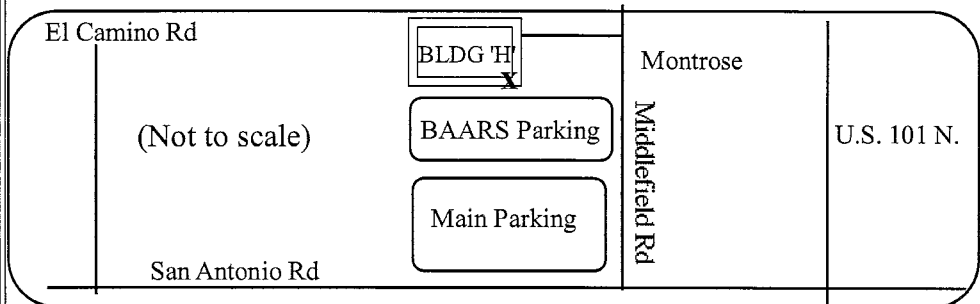 El Camino Rd
BLDG 'H'
X
Montrose
(Not to scale)
BAARS Parking
Middlefield Rd
U.S. 101 N.
Main Parking
San Antonio Rd